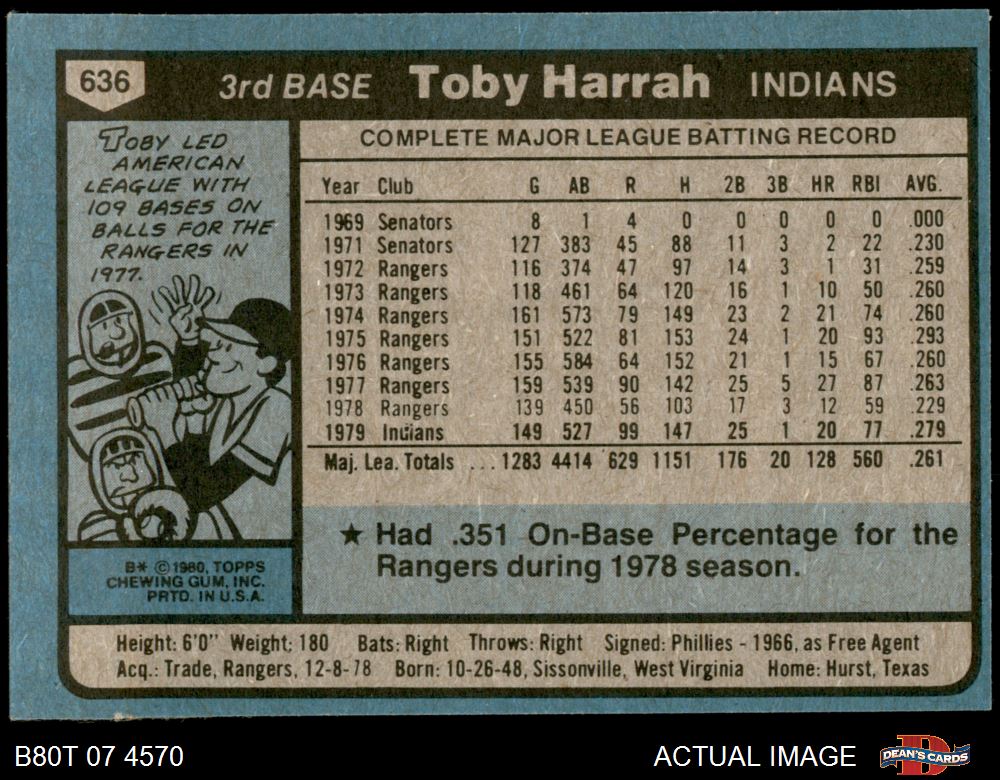 636 3rd BASE Toby Harrah INDIANS
TOBY LED
AMERICAN
LEAGUE WITH
109 BASES ON
BALLS FOR THE
RANGERS IN
1977.
COMPLETE MAJOR LEAGUE BATTING RECORD
Year Club G AB R H 2B 3B HR RBI AVG.
1969 Senators 8 1 4 0 0 0 0 0 .000
1971 Senators 127 383 45 88 11 3 2 22 .230
1972 Rangers 116 374 47 97 14 3 1 31 .259
1973 Rangers 118 461 64 120 16 1 10 50 .260
1974 Rangers 161 573 79 149 23 2 21 74 .260
1975 Rangers 151 522 81 153 24 1 20 93 .293
1976 Rangers 155 584 64 152 21 1 15 67 .260
1977 Rangers 159 539 90 142 25 5 27 87 .263
1978 Rangers 139 450 56 103 17 3 12 59 .229
1979 Indians 149 527 99 147 25 1 20 77 .279
Maj. Lea. Totals ... 1283 4414 629 1151 176 20 128 560 .261
★ Had .351 On-Base Percentage for the
Rangers during 1978 season.
B* © 1980, TOPPS
CHEWING GUM, INC.
PRTD. IN U.S.A.
Height: 6'0" Weight: 180 Bats: Right Throws: Right Signed: Phillies - 1966, as Free Agent
Acq.: Trade, Rangers, 12-8-78 Born: 10-26-48, Sissonville, West Virginia Home: Hurst, Texas
B80T 07 4570 ACTUAL IMAGE DEAN'S CARDS